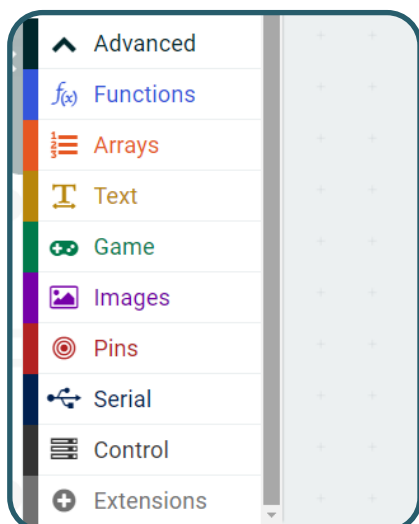 Advanced
f(x) Functions
Arrays
Text
Game
Images
Pins
Serial
Control
Extensions